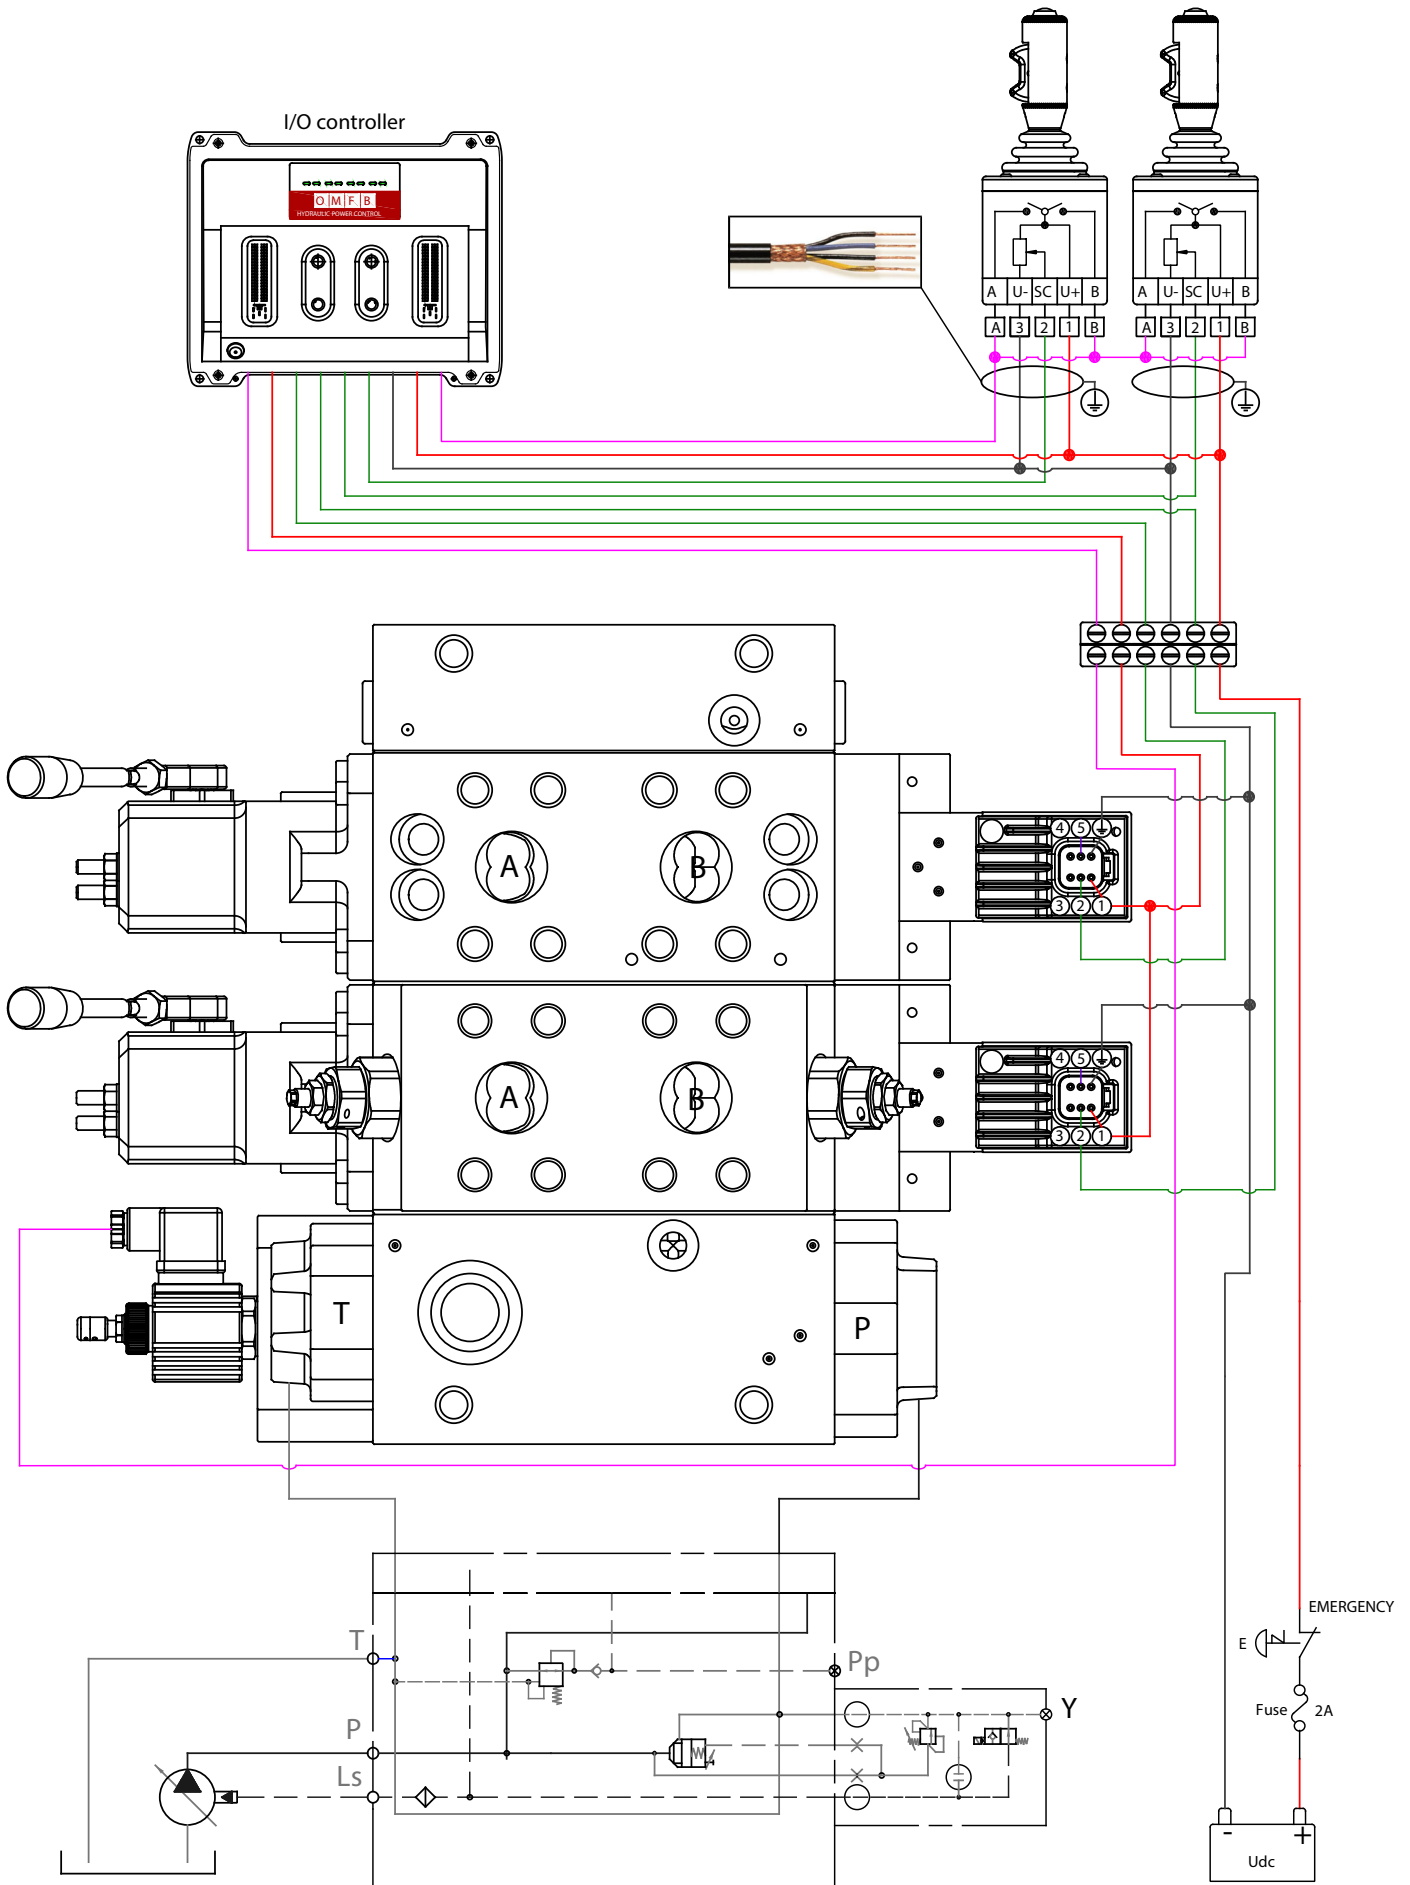 I/O controller
O M F B
HYDRAULIC POWER CONTROL
A U- SC U+ B
A 3 2 1 B
A U- SC U+ B
A 3 2 1 B
A
B
4 5
3 2 1
A
B
4 5
3 2 1
T
P
T
Pp
P
Ls
Y
EMERGENCY
E
Fuse 2A
- +
Udc